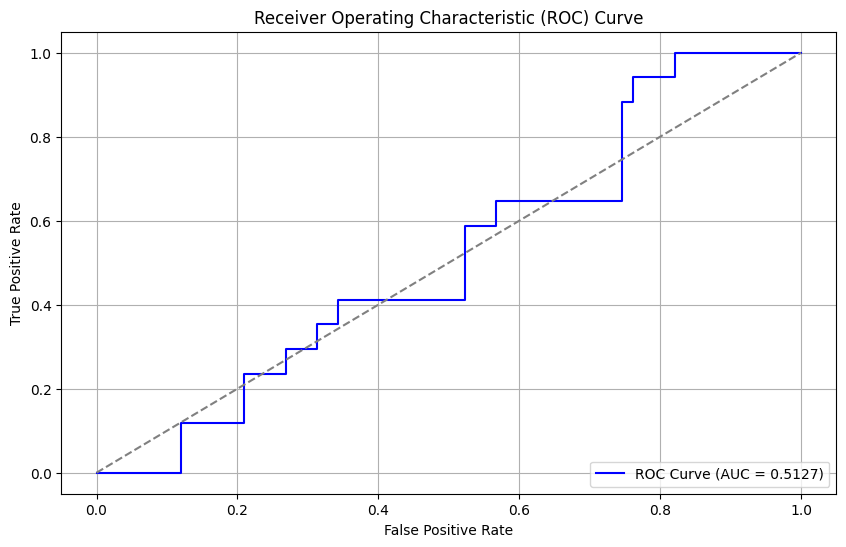 Receiver Operating Characteristic (ROC) Curve
1.0
0.8
0.6
0.4
0.2
0.0
True Positive Rate
ROC Curve (AUC = 0.5127)
0.0 0.2 0.4 0.6 0.8 1.0
False Positive Rate